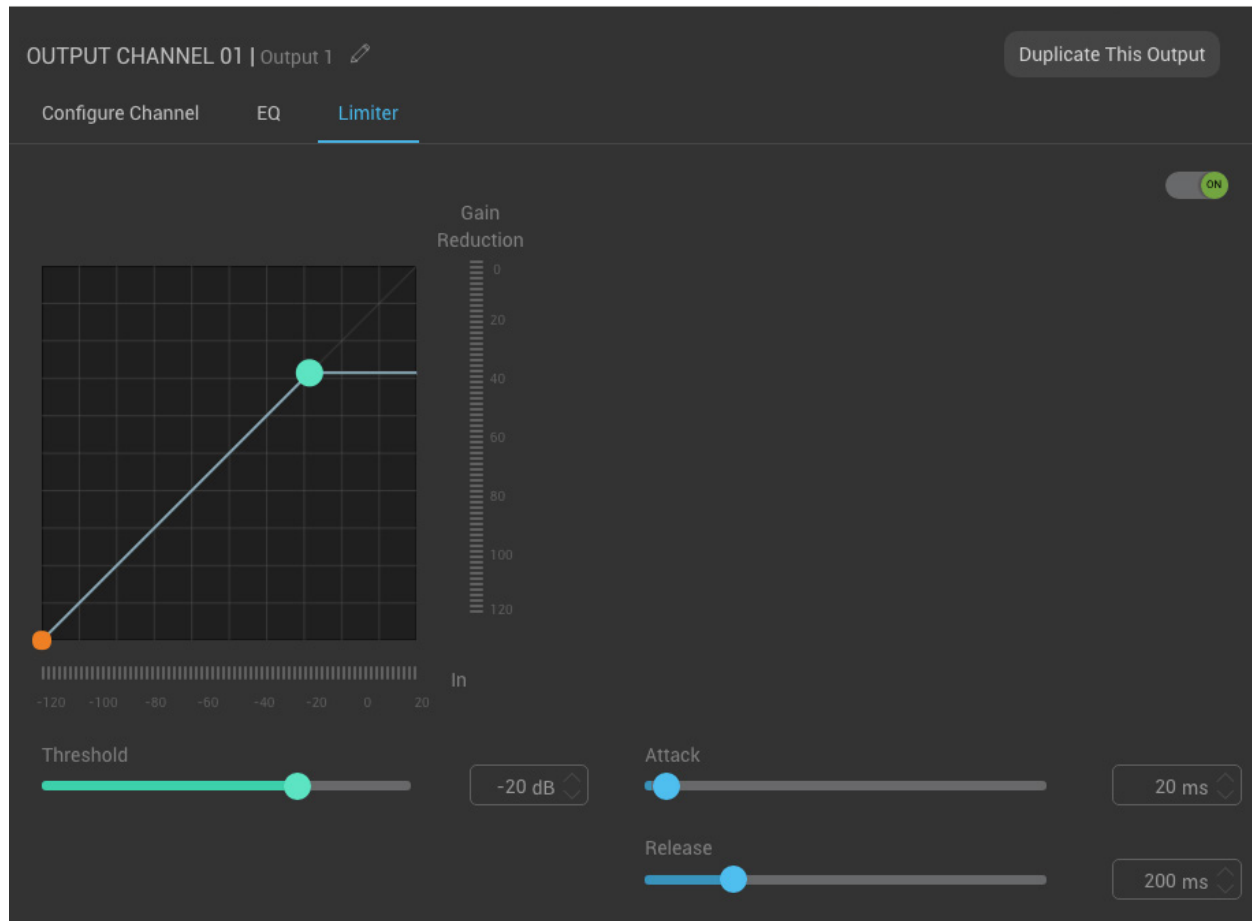 OUTPUT CHANNEL 01 | Output 1
Duplicate This Output
Configure Channel EQ Limiter
ON
Gain
Reduction
0
20
40
60
80
100
120
In
-120 -100 -80 -60 -40 -20 0 20
Threshold
-20 dB
Attack
20 ms
Release
200 ms